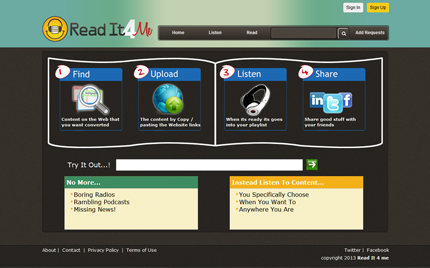 Sign in Sign Up
Read It 4 Me
Home Listen Read Add Requests
1 Find 2 Upload 3 Listen 4 Share
Content on the Web that
you want converted
The content by Copy /
pasting the Website links
When its ready its goes
into your playlist
Share good stuff with
your friends
Try It Out...!
No More...
Boring Radios
Rambling Podcasts
Missing News!
Instead Listen To Content...
You Specifically Choose
When You Want To
Anywhere You Are
About | Contact | Privacy Policy | Terms of Use
Twitter | Facebook
copyright 2013 Read It 4 me